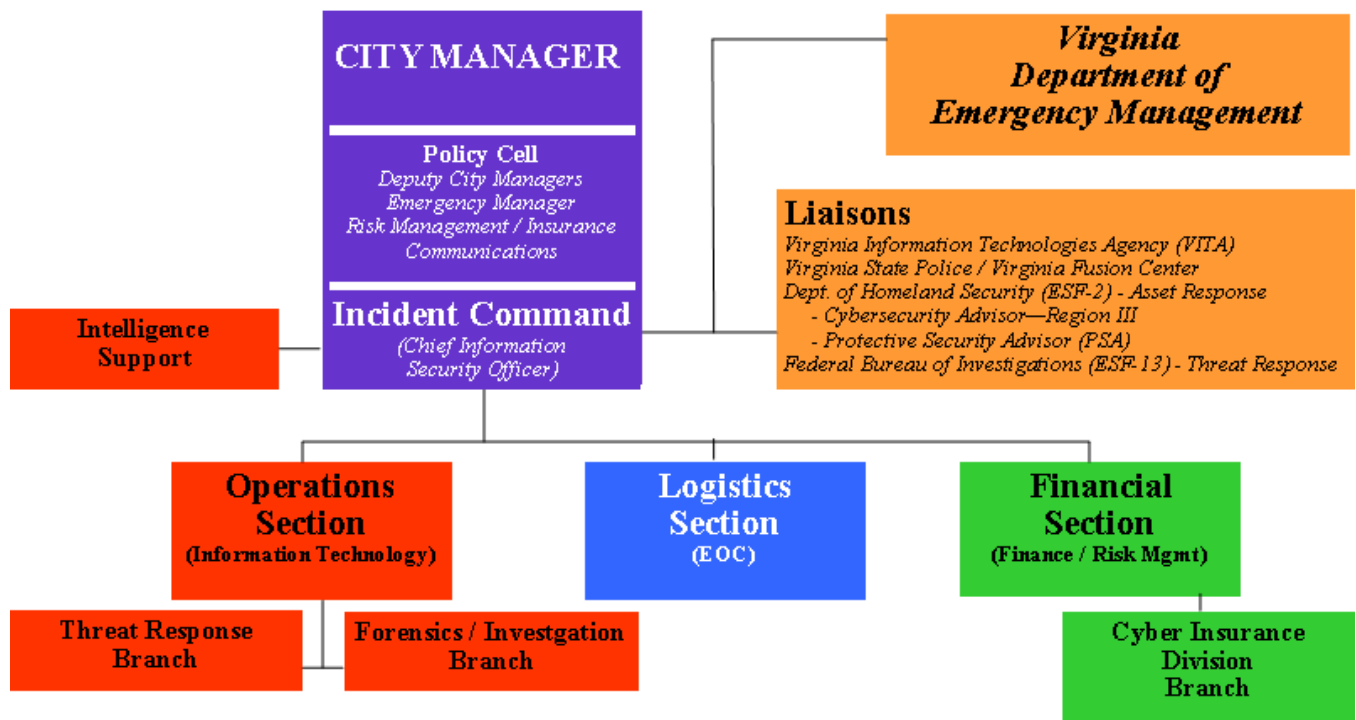 CITY MANAGER
Policy Cell
Deputy City Managers
Emergency Manager
Risk Management / Insurance
Communications
Incident Command
(Chief Information
Security Officer)
Virginia
Department of
Emergency Management
Liaisons
Virginia Information Technologies Agency (VITA)
Virginia State Police / Virginia Fusion Center
Dept. of Homeland Security (ESF-2) - Asset Response
- Cybersecurity Advisor—Region III
- Protective Security Advisor (PSA)
Federal Bureau of Investigations (ESF-13) - Threat Response
Intelligence
Support
Operations
Section
(Information Technology)
Logistics
Section
(EOC)
Financial
Section
(Finance / Risk Mgmt)
Threat Response
Branch
Forensics / Investgation
Branch
Cyber Insurance
Division
Branch